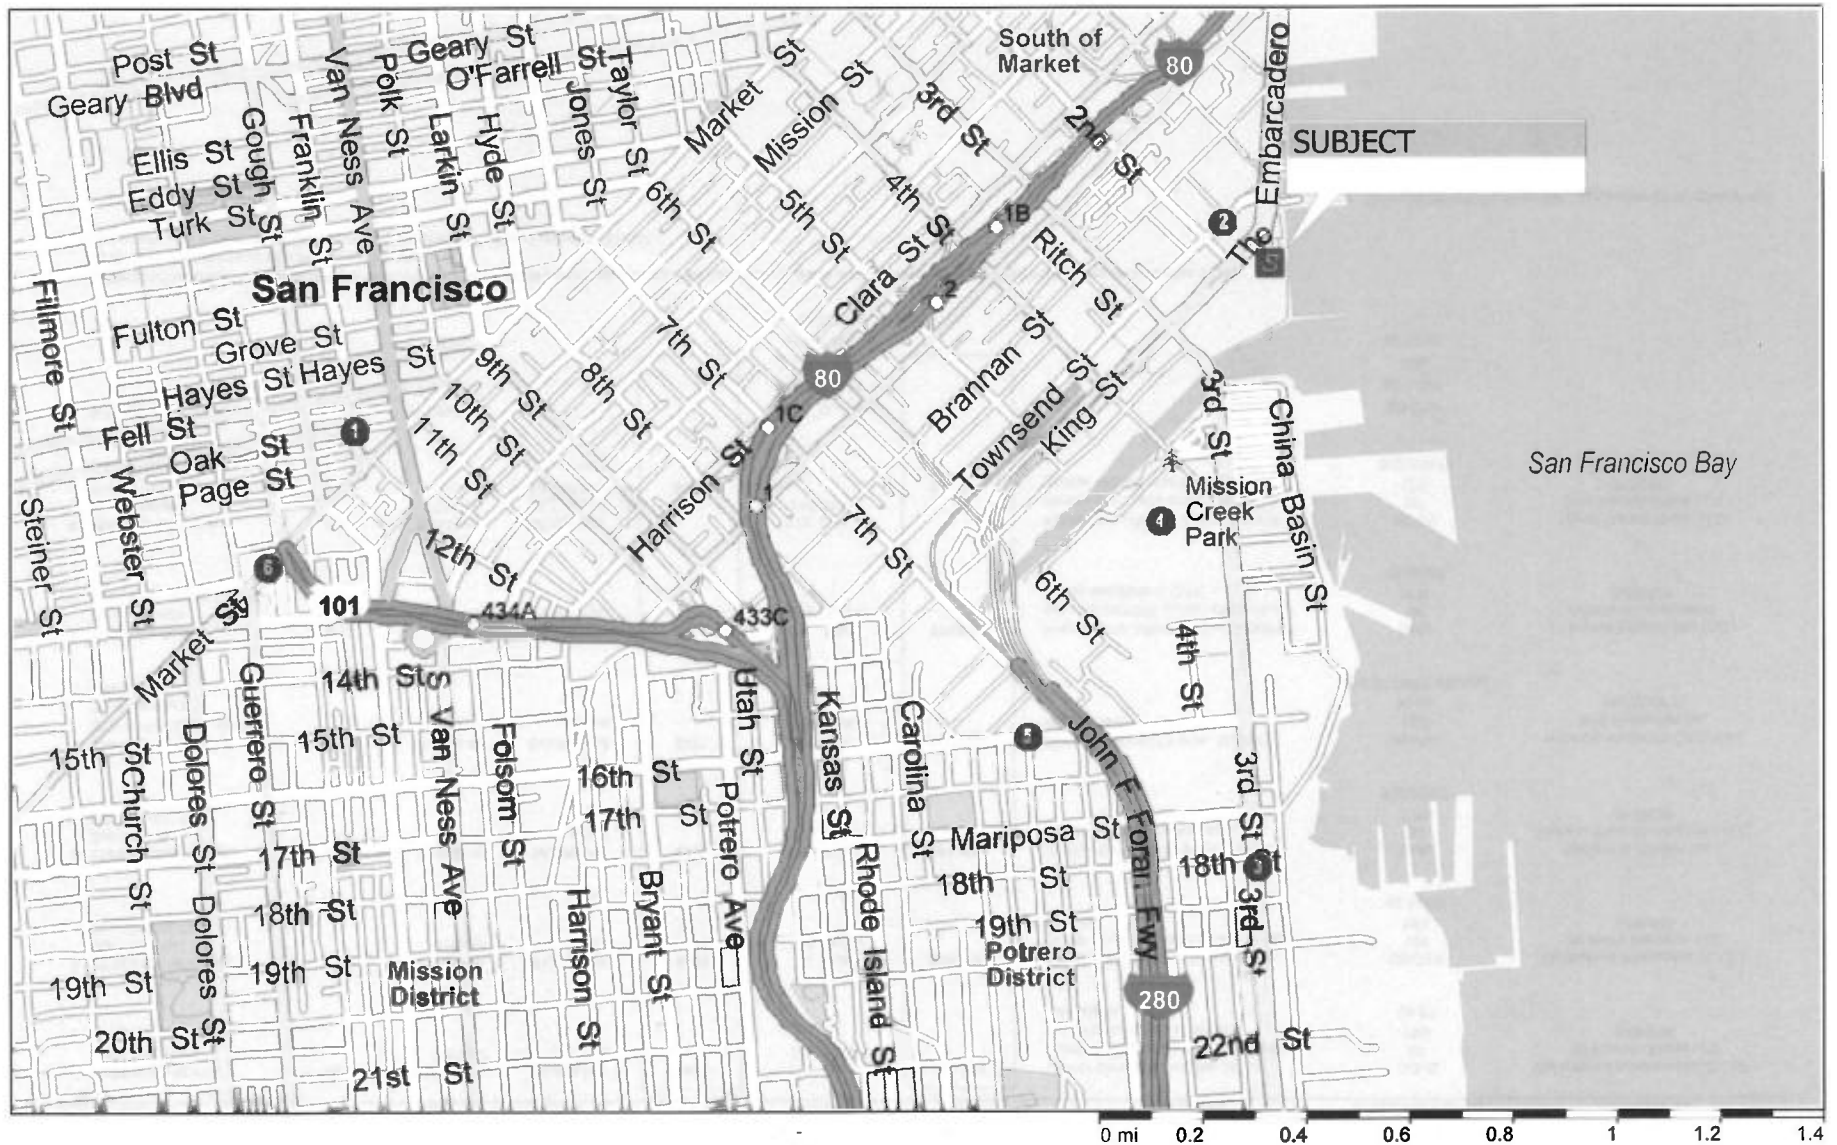 Post St
Geary Blvd
Geary St
O'Farrell St
Van Ness Ave
Polk St
Larkin St
Hyde St
Jones St
Taylor St
Gough St
Franklin St
Ellis St
Eddy St
Turk St
Market St
Mission St
South of
Market
3rd St
2nd St
80
The Embarcadero
SUBJECT
6th St
5th St
4th St
1B
2
S
Clara St
2
Ritch St
San Francisco
Fillmore St
Fulton St
Grove St
Hayes St
Hayes St
Fell St
Oak St
Page St
1
9th St
10th St
11th St
8th St
7th St
80
1C
Brannan St
Townsend St
King St
3rd St
China Basin St
San Francisco Bay
Mission
Creek
Park
4
Steiner St
Webster St
Harrison St
1
7th St
12th St
6
101
434A
433C
6th St
4th St
Market St
14th St
S Van Ness Ave
Guerrero St
Utah St
Kansas St
Carolina St
5
John F Foran Fwy
15th St
15th St
Church St
Dolores St
Folsom St
16th St
17th St
Potrero Ave
3rd St
Mariposa St
17th St
18th St
3
18th St
18th St
Dolores St
Harrison St
Bryant St
Rhode Island St
19th St
3rd St
Potrero
District
19th St
19th St
Mission
District
280
20th St
21st St
22nd St
0 mi 0.2 0.4 0.6 0.8 1 1.2 1.4